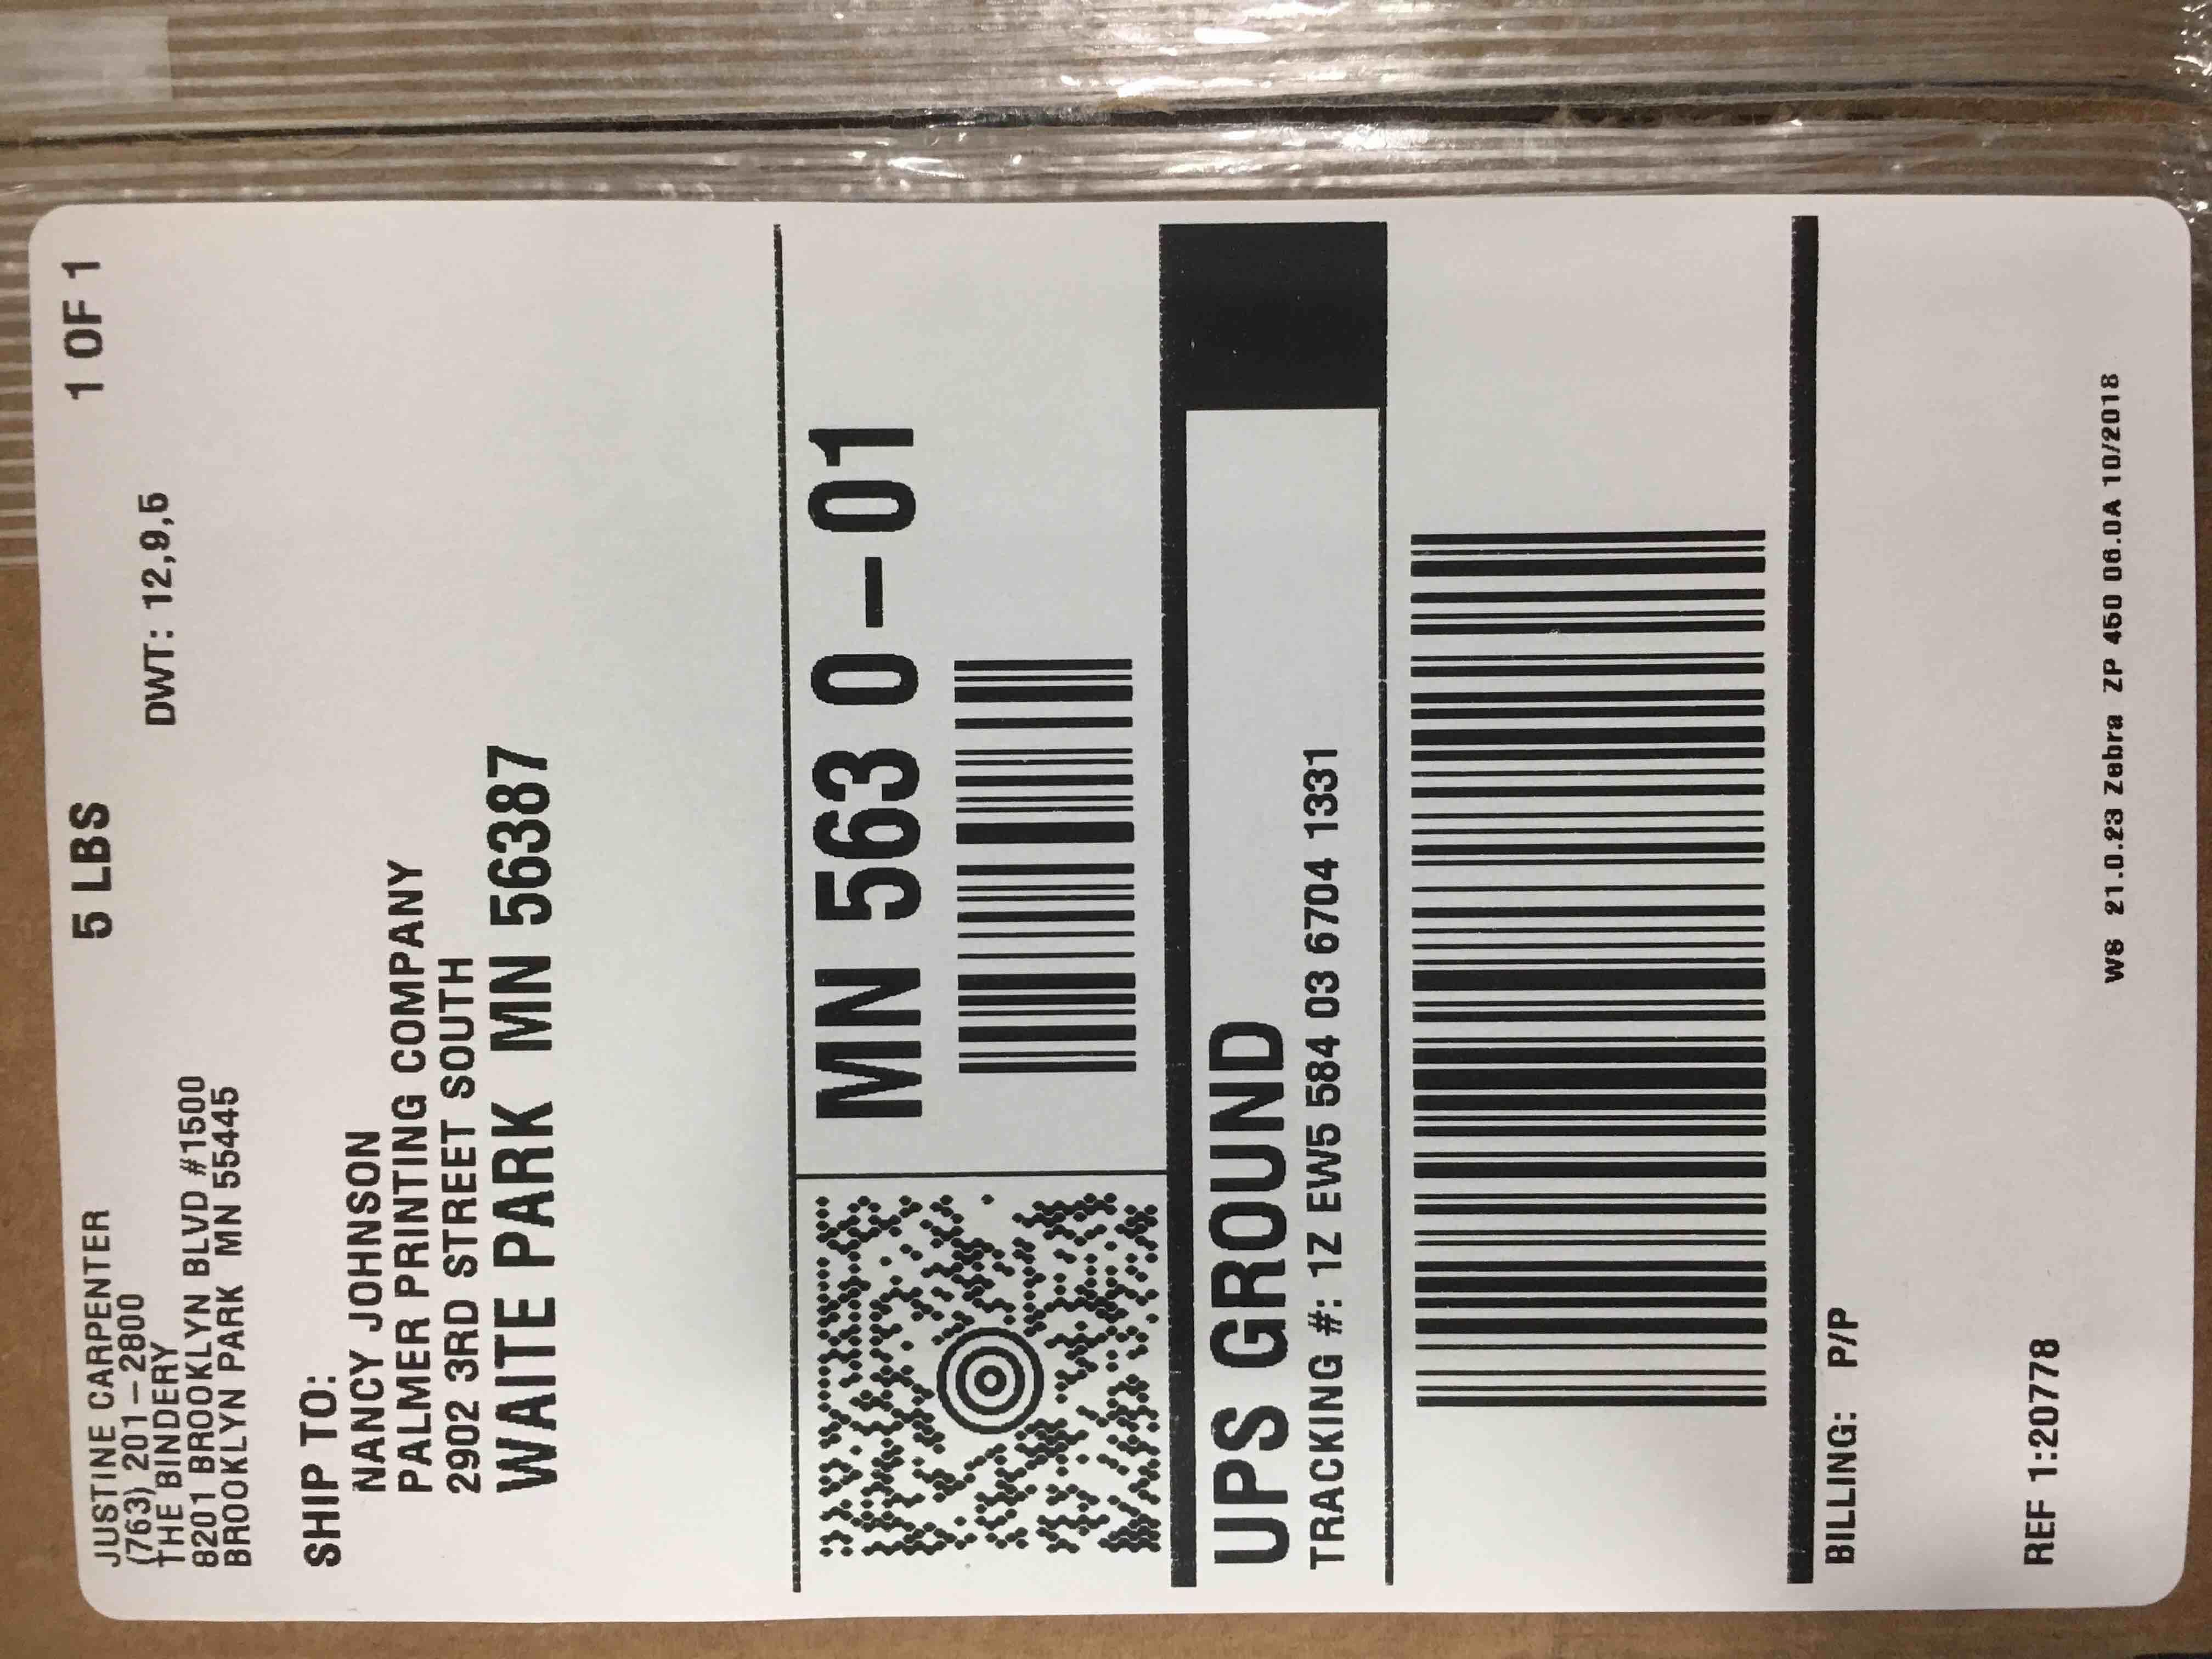 JUSTINE CARPENTER
(763) 201-2800
THE BINDERY
8201 BROOKLYN BLVD #1500
BROOKLYN PARK MN 55445
5 LBS
1 OF 1
DWT: 12,9,5
SHIP TO:
NANCY JOHNSON
PALMER PRINTING COMPANY
2902 3RD STREET SOUTH
WAITE PARK MN 56387
MN 563 0-01
UPS GROUND
TRACKING #: 1Z EW5 584 03 6704 1331
BILLING: P/P
REF 1:20778
WS 21.0.23 Zebra ZP 450 06.0A 10/2018